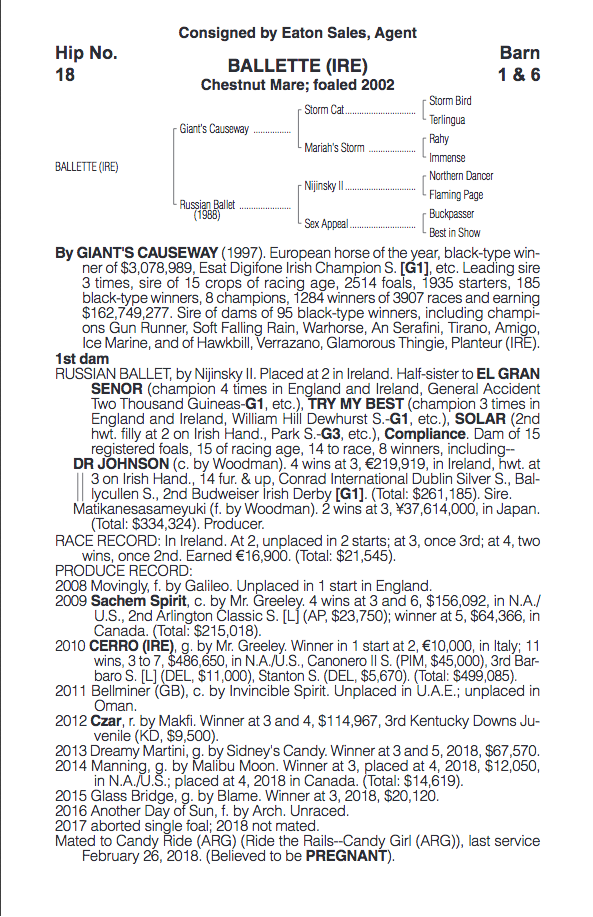 Consigned by Eaton Sales, Agent
Hip No.
18
BALLETTE (IRE)
Chestnut Mare; foaled 2002
Barn
1 & 6
BALLETTE (IRE)
Giant's Causeway ................
Russian Ballet ......................
(1988)
Storm Cat.............................
Mariah's Storm ...................
Nijinsky II.............................
Sex Appeal...........................
Storm Bird
Terlingua
Rahy
Immense
Northern Dancer
Flaming Page
Buckpasser
Best in Show
By GIANT'S CAUSEWAY (1997). European horse of the year, black-type win-
ner of $3,078,989, Esat Digifone Irish Champion S. [G1], etc. Leading sire
3 times, sire of 15 crops of racing age, 2514 foals, 1935 starters, 185
black-type winners, 8 champions, 1284 winners of 3907 races and earning
$162,749,277. Sire of dams of 95 black-type winners, including champi-
ons Gun Runner, Soft Falling Rain, Warhorse, An Serafini, Tirano, Amigo,
Ice Marine, and of Hawkbill, Verrazano, Glamorous Thingie, Planteur (IRE).
1st dam
RUSSIAN BALLET, by Nijinsky II. Placed at 2 in Ireland. Half-sister to EL GRAN
SENOR (champion 4 times in England and Ireland, General Accident
Two Thousand Guineas-G1, etc.), TRY MY BEST (champion 3 times in
England and Ireland, William Hill Dewhurst S.-G1, etc.), SOLAR (2nd
hwt. filly at 2 on Irish Hand., Park S.-G3, etc.), Compliance. Dam of 15
registered foals, 15 of racing age, 14 to race, 8 winners, including--
DR JOHNSON (c. by Woodman). 4 wins at 3, €219,919, in Ireland, hwt. at
3 on Irish Hand., 14 fur. & up, Conrad International Dublin Silver S., Bal-
lycullen S., 2nd Budweiser Irish Derby [G1]. (Total: $261,185). Sire.
Matikanesasameyuki (f. by Woodman). 2 wins at 3, ¥37,614,000, in Japan.
(Total: $334,324). Producer.
RACE RECORD: In Ireland. At 2, unplaced in 2 starts; at 3, once 3rd; at 4, two
wins, once 2nd. Earned €16,900. (Total: $21,545).
PRODUCE RECORD:
2008 Movingly, f. by Galileo. Unplaced in 1 start in England.
2009 Sachem Spirit, c. by Mr. Greeley. 4 wins at 3 and 6, $156,092, in N.A./
U.S., 2nd Arlington Classic S. [L] (AP, $23,750); winner at 5, $64,366, in
Canada. (Total: $215,018).
2010 CERRO (IRE), g. by Mr. Greeley. Winner in 1 start at 2, €10,000, in Italy; 11
wins, 3 to 7, $486,650, in N.A./U.S., Canonero II S. (PIM, $45,000), 3rd Bar-
baro S. [L] (DEL, $11,000), Stanton S. (DEL, $5,670). (Total: $499,085).
2011 Bellminer (GB), c. by Invincible Spirit. Unplaced in U.A.E.; unplaced in
Oman.
2012 Czar, r. by Makfi. Winner at 3 and 4, $114,967, 3rd Kentucky Downs Ju-
venile (KD, $9,500).
2013 Dreamy Martini, g. by Sidney's Candy. Winner at 3 and 5, 2018, $67,570.
2014 Manning, g. by Malibu Moon. Winner at 3, placed at 4, 2018, $12,050,
in N.A./U.S.; placed at 4, 2018 in Canada. (Total: $14,619).
2015 Glass Bridge, g. by Blame. Winner at 3, 2018, $20,120.
2016 Another Day of Sun, f. by Arch. Unraced.
2017 aborted single foal; 2018 not mated.
Mated to Candy Ride (ARG) (Ride the Rails--Candy Girl (ARG)), last service
February 26, 2018. (Believed to be PREGNANT).